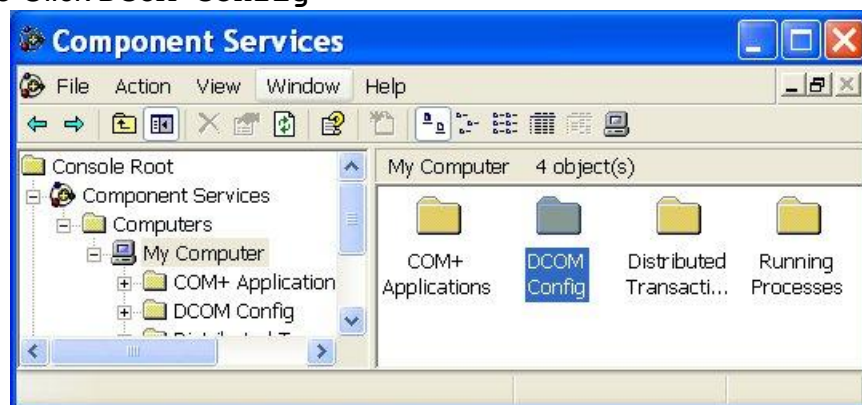 Click DCOM Config
Component Services
File Action View Window Help
Console Root
Component Services
Computers
My Computer
COM+ Application
DCOM Config
My Computer 4 object(s)
COM+ Applications
DCOM Config
Distributed Transacti...
Running Processes